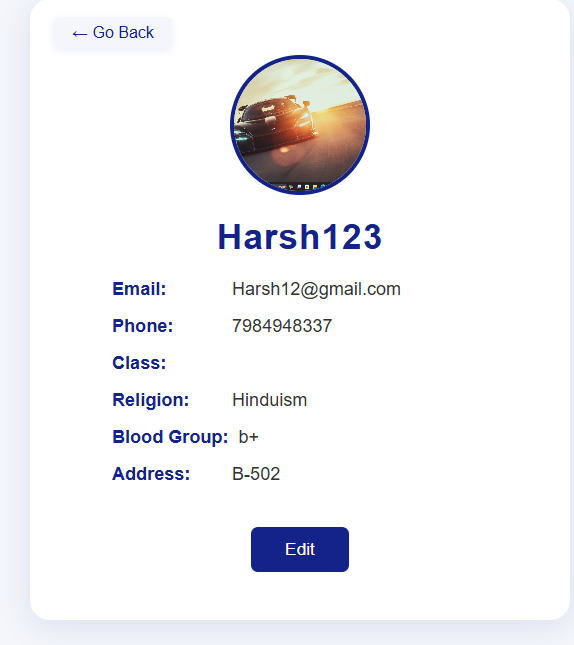 ← Go Back
Harsh123
Email: Harsh12@gmail.com
Phone: 7984948337
Class:
Religion: Hinduism
Blood Group: b+
Address: B-502
Edit